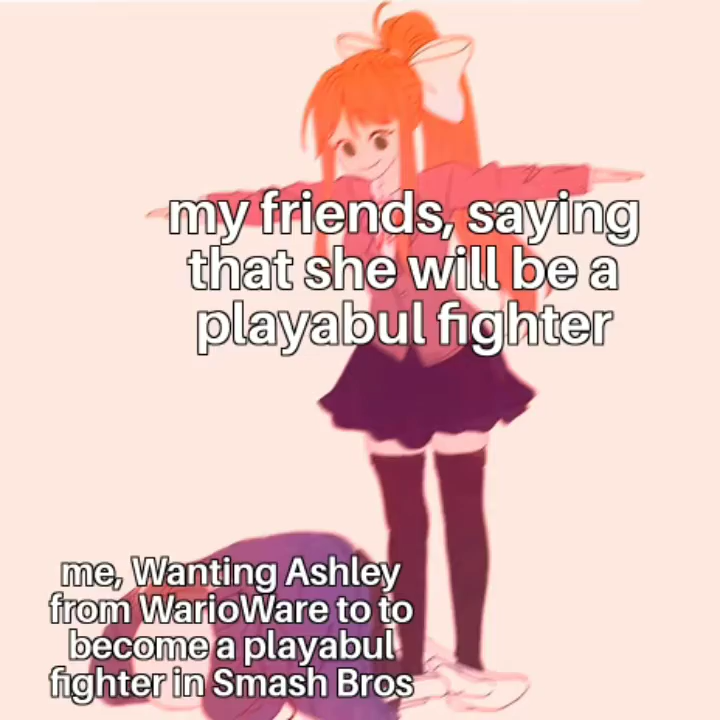 my friends, saying
that she will be a
playabul fighter
me, Wanting Ashley
from WarioWare to to
become a playabul
fighter in Smash Bros